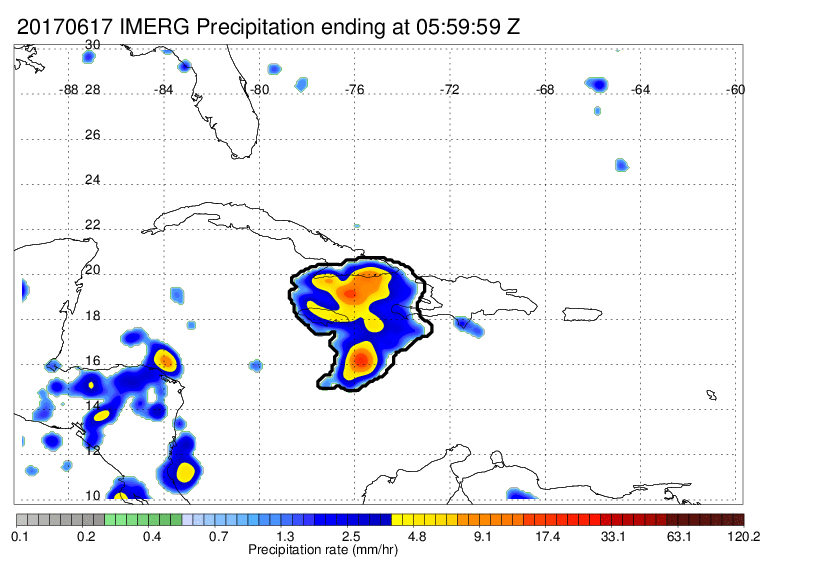 20170617 IMERG Precipitation ending at 05:59:59 Z
30
-88 28 -84 -80 -76 -72 -68 -64 -60
26
24
22
20
18
16
14
12
10
0.1 0.2 0.4 0.7 1.3 2.5 4.8 9.1 17.4 33.1 63.1 120.2
Precipitation rate (mm/hr)